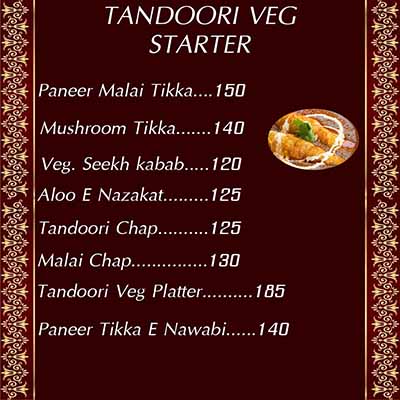 TANDOORI VEG
STARTER
Paneer Malai Tikka....150
Mushroom Tikka.......140
Veg. Seekh kabab.....120
Aloo E Nazakat.........125
Tandoori Chap..........125
Malai Chap...............130
Tandoori Veg Platter..........185
Paneer Tikka E Nawabi......140